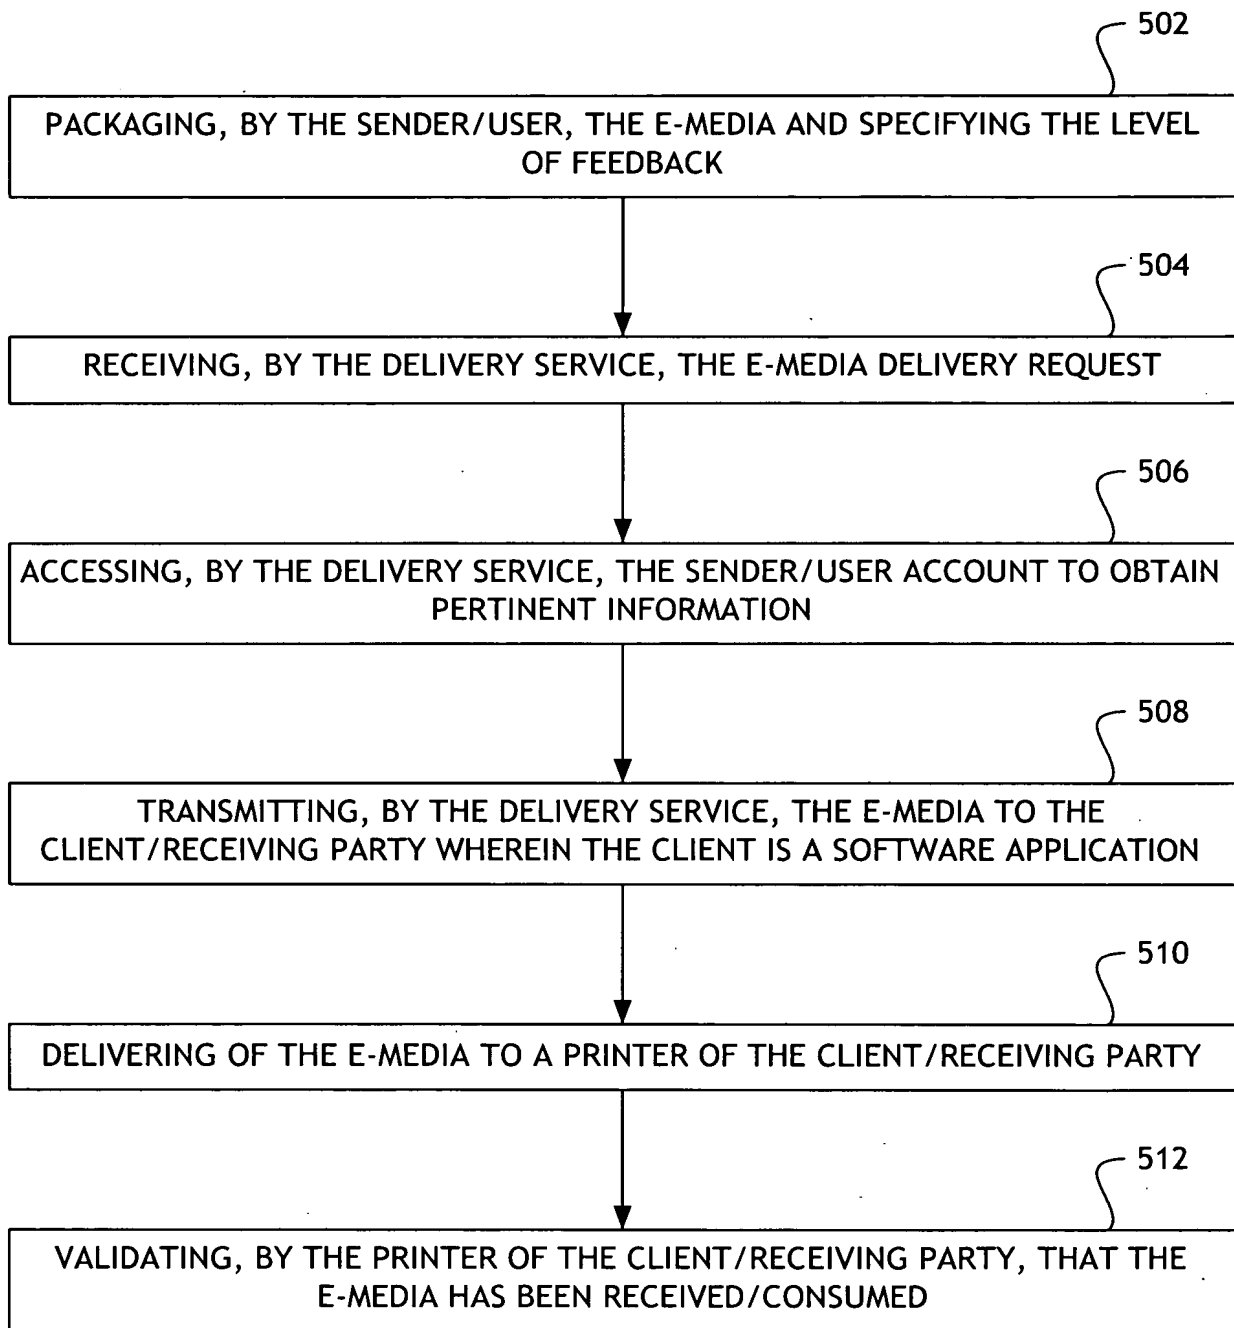 502
PACKAGING, BY THE SENDER/USER, THE E-MEDIA AND SPECIFYING THE LEVEL
OF FEEDBACK
504
RECEIVING, BY THE DELIVERY SERVICE, THE E-MEDIA DELIVERY REQUEST
506
ACCESSING, BY THE DELIVERY SERVICE, THE SENDER/USER ACCOUNT TO OBTAIN
PERTINENT INFORMATION
508
TRANSMITTING, BY THE DELIVERY SERVICE, THE E-MEDIA TO THE
CLIENT/RECEIVING PARTY WHEREIN THE CLIENT IS A SOFTWARE APPLICATION
510
DELIVERING OF THE E-MEDIA TO A PRINTER OF THE CLIENT/RECEIVING PARTY
512
VALIDATING, BY THE PRINTER OF THE CLIENT/RECEIVING PARTY, THAT THE
E-MEDIA HAS BEEN RECEIVED/CONSUMED